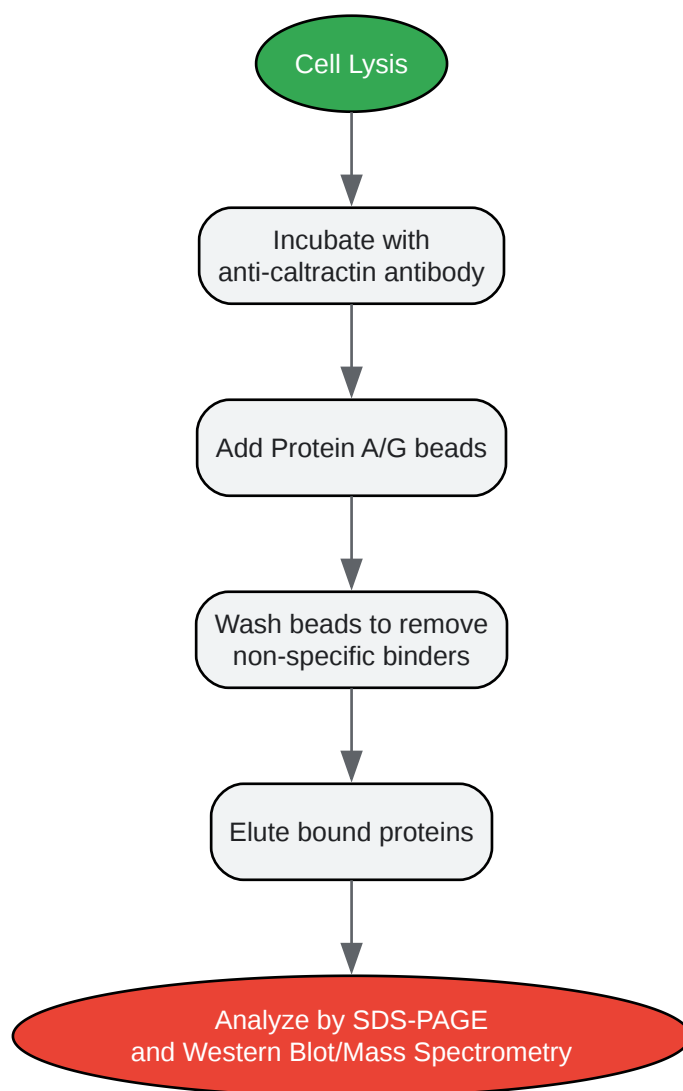 Cell Lysis
Incubate with
anti-caltractin antibody
Add Protein A/G beads
Wash beads to remove
non-specific binders
Elute bound proteins
Analyze by SDS-PAGE
and Western Blot/Mass Spectrometry